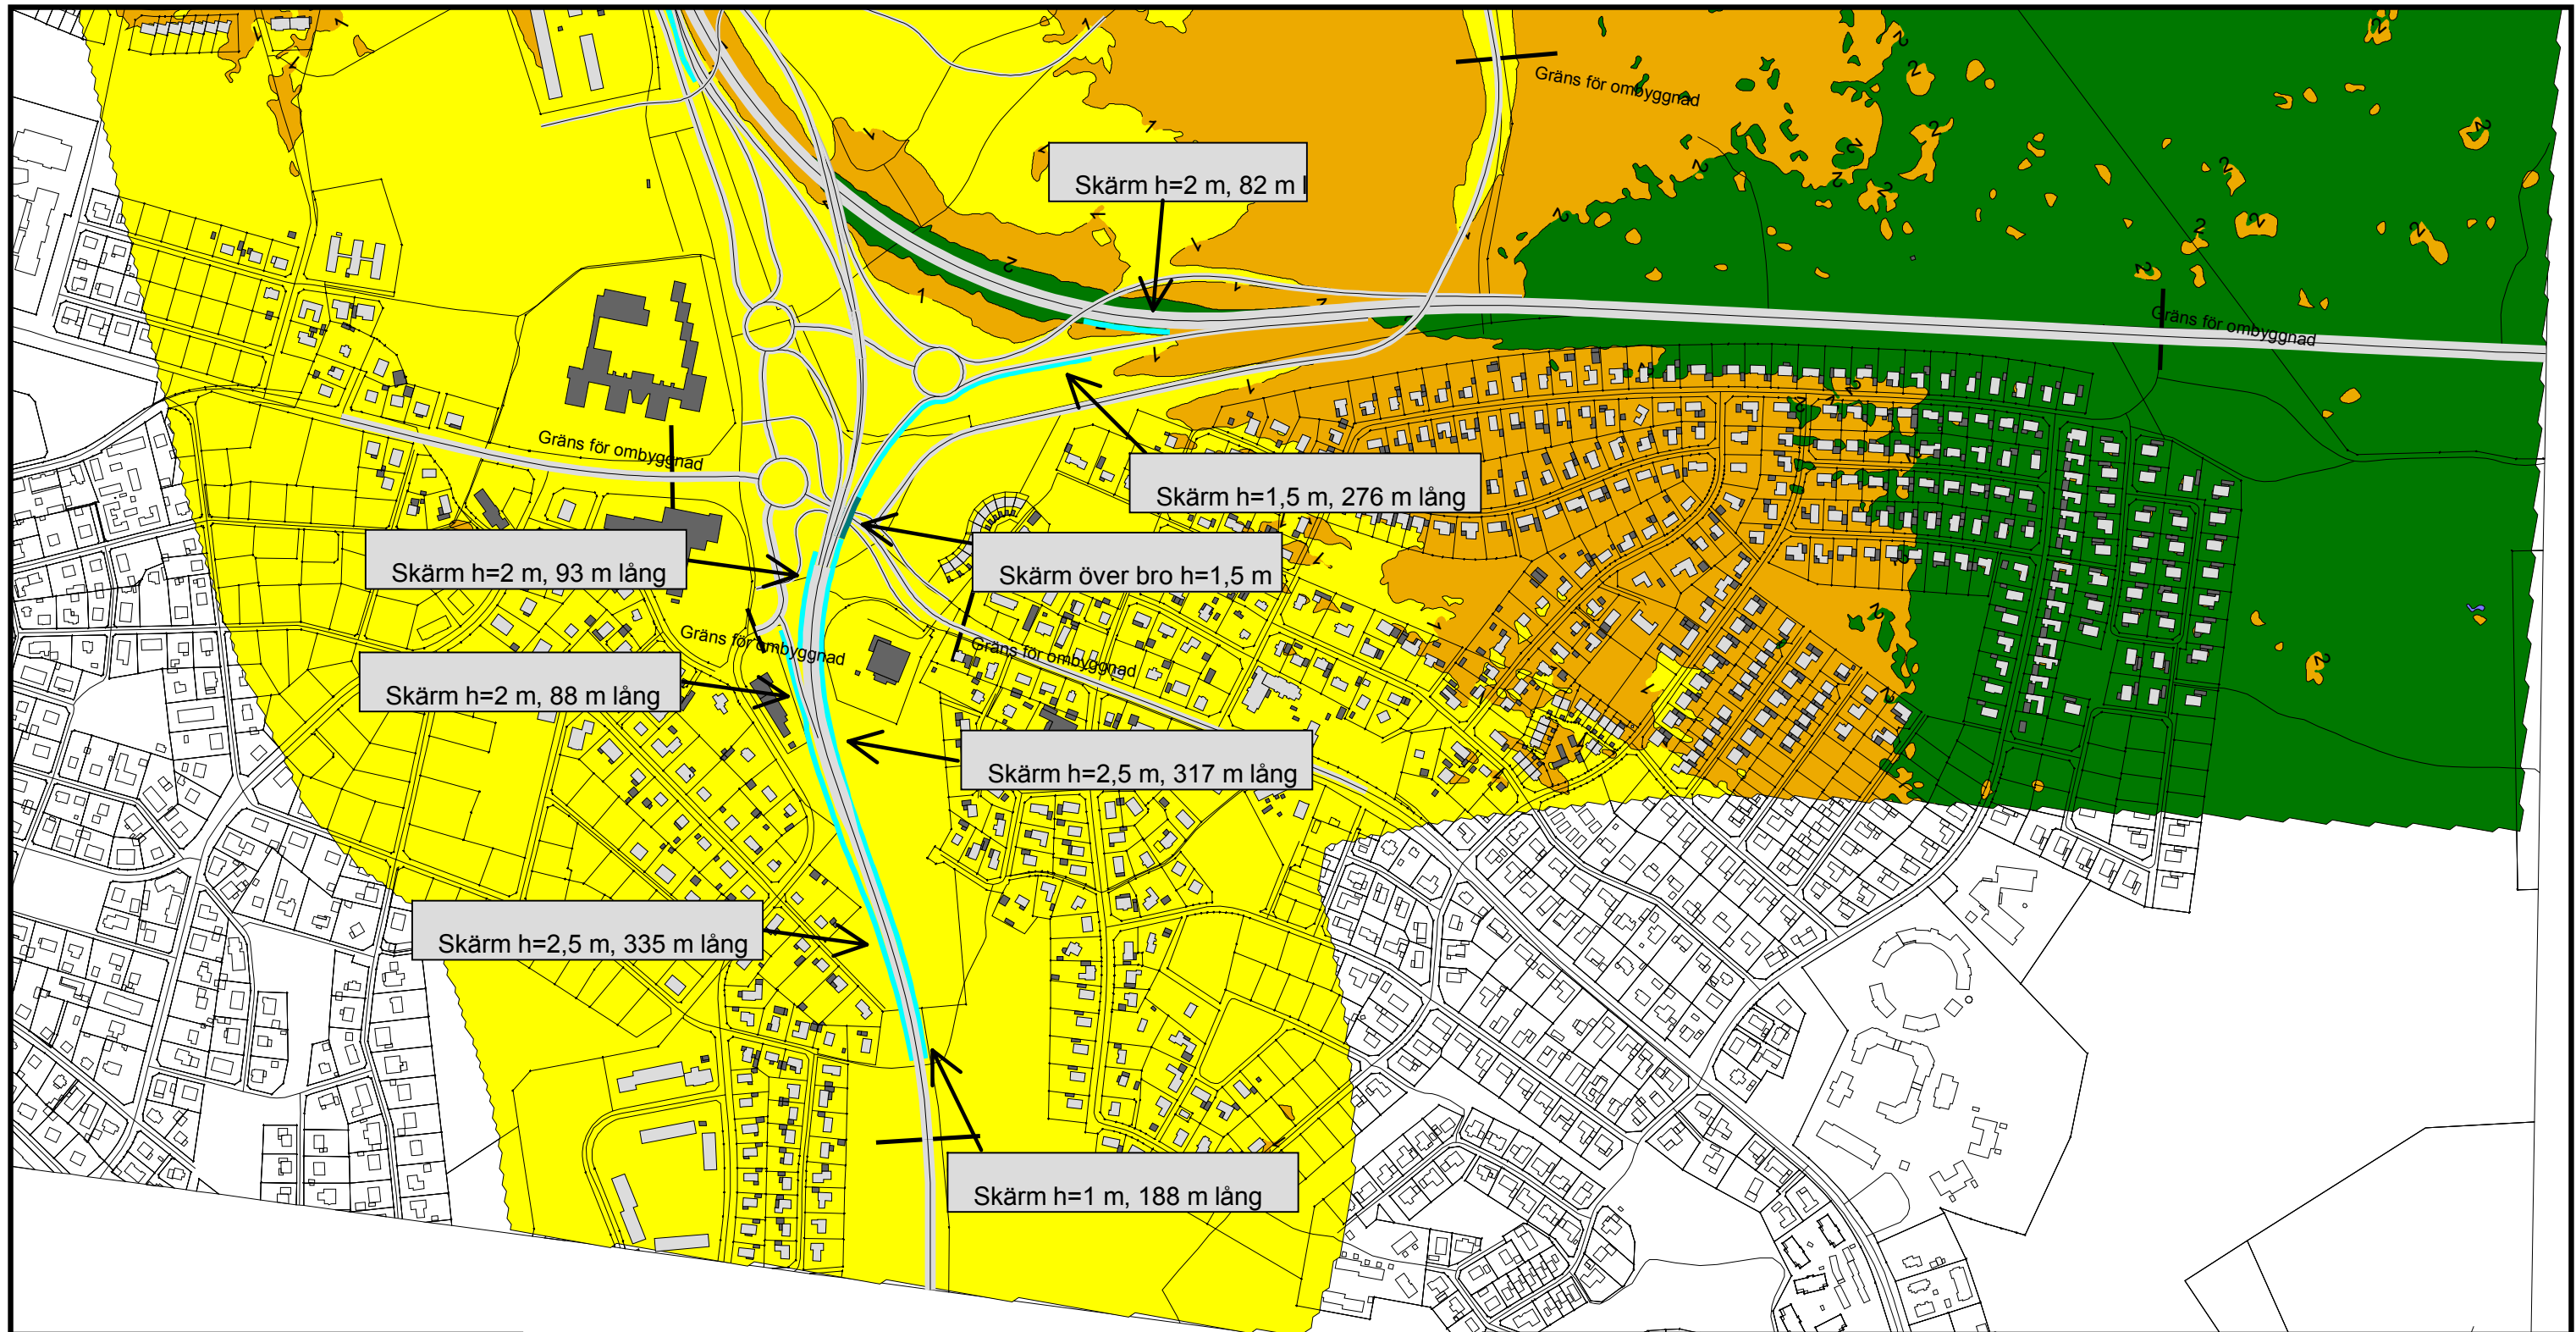 Gräns för ombyggnad
Skärm h=2 m, 82 m l
Gräns för ombyggnad
Gräns för ombyggnad
Skärm h=1,5 m, 276 m lång
Skärm h=2 m, 93 m lång
Skärm över bro h=1,5 m
Gräns för ombyggnad
Gräns för ombyggnad
Skärm h=2 m, 88 m lång
Skärm h=2,5 m, 317 m lång
Skärm h=2,5 m, 335 m lång
Skärm h=1 m, 188 m lång